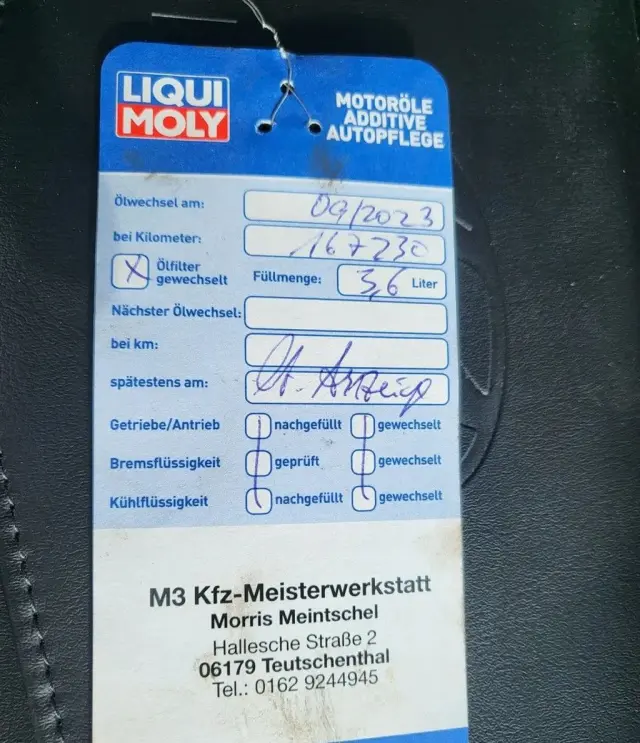 LIQUI
MOLY
MOTORÖLE
ADDITIVE
AUTOPFLEGE
Ölwechsel am: 09/2023
bei Kilometer: 167230
X Ölfilter gewechselt Füllmenge: 3,6 Liter
Nächster Ölwechsel:
bei km:
spätestens am: lt. Anzeige
Getriebe/Antrieb nachgefüllt gewechselt
Bremsflüssigkeit geprüft gewechselt
Kühlflüssigkeit nachgefüllt gewechselt
M3 Kfz-Meisterwerkstatt
Morris Meintschel
Hallesche Straße 2
06179 Teutschenthal
Tel.: 0162 9244945